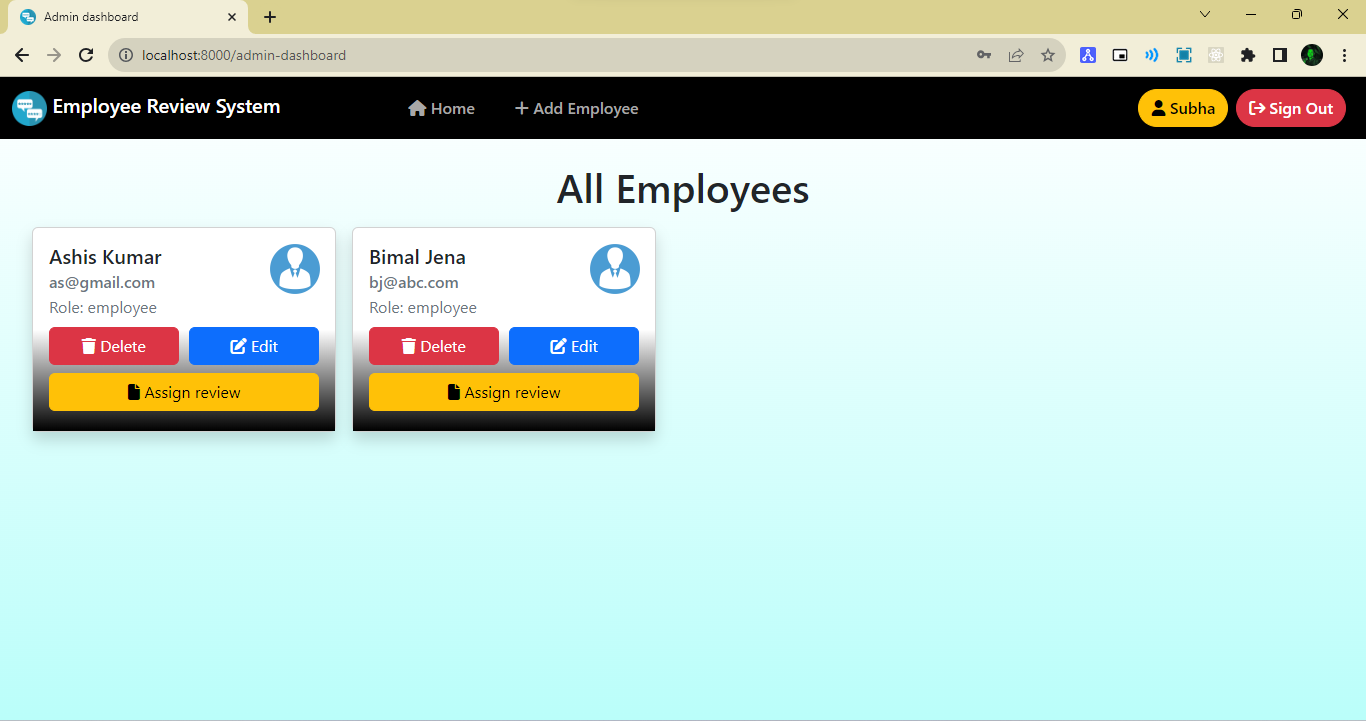 Admin dashboard
localhost:8000/admin-dashboard
Employee Review System Home Add Employee Subha Sign Out
All Employees
Ashis Kumar
as@gmail.com
Role: employee
Delete Edit
Assign review
Bimal Jena
bj@abc.com
Role: employee
Delete Edit
Assign review